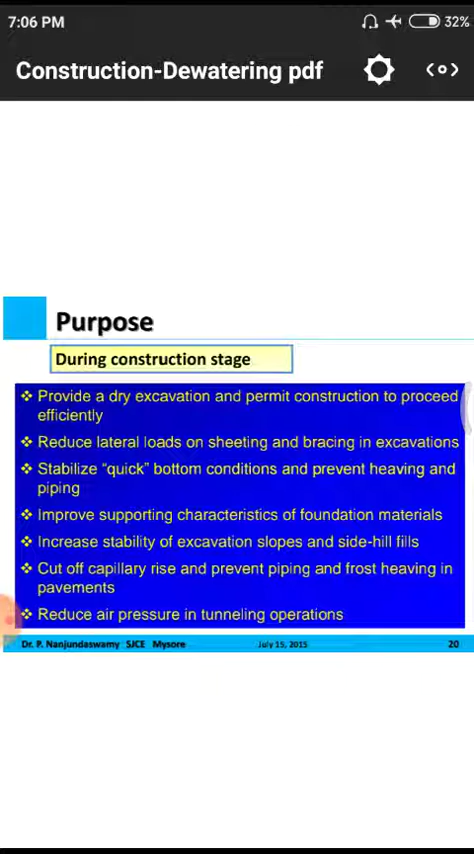 7:06 PM 32%
Construction-Dewatering pdf
Purpose
During construction stage
❖ Provide a dry excavation and permit construction to proceed
efficiently
❖ Reduce lateral loads on sheeting and bracing in excavations
❖ Stabilize “quick” bottom conditions and prevent heaving and
piping
❖ Improve supporting characteristics of foundation materials
❖ Increase stability of excavation slopes and side-hill fills
❖ Cut off capillary rise and prevent piping and frost heaving in
pavements
❖ Reduce air pressure in tunneling operations
Dr. P. Nanjundaswamy SJCE Mysore July 15, 2015 20